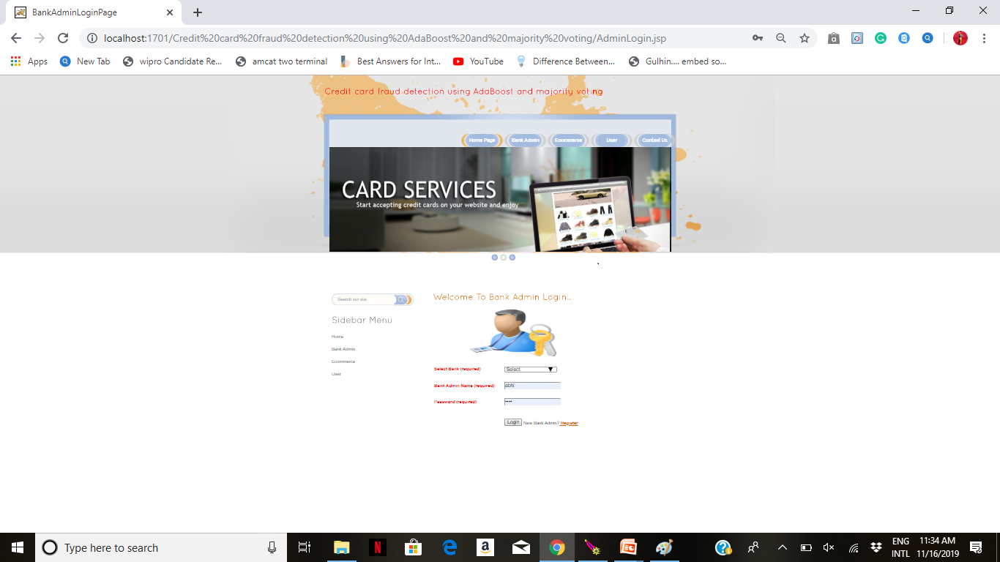 BankAdminLoginPage
localhost:1701/Credit%20card%20fraud%20detection%20using%20AdaBoost%20and%20majority%20voting/AdminLogin.jsp
Apps New Tab wipro Candidate Re... amcat two terminal Best Answers for Int... YouTube Difference Between... Gulhin.... embed so...
Credit card fraud detection using AdaBoost and majority voting
Home Page Bank Admin Ecommerce User Contact Us
CARD SERVICES
Start accepting credit cards on your website and enjoy
Search our site:
Welcome To Bank Admin Login..
Sidebar Menu
Home
Bank Admin
Ecommerce
User
Select Bank (required) Select
Bank Admin Name (required) abhi
Password (required) ••••
Login New Bank Admin? Register
Type here to search
ENG 11:34 AM
INTL 11/16/2019